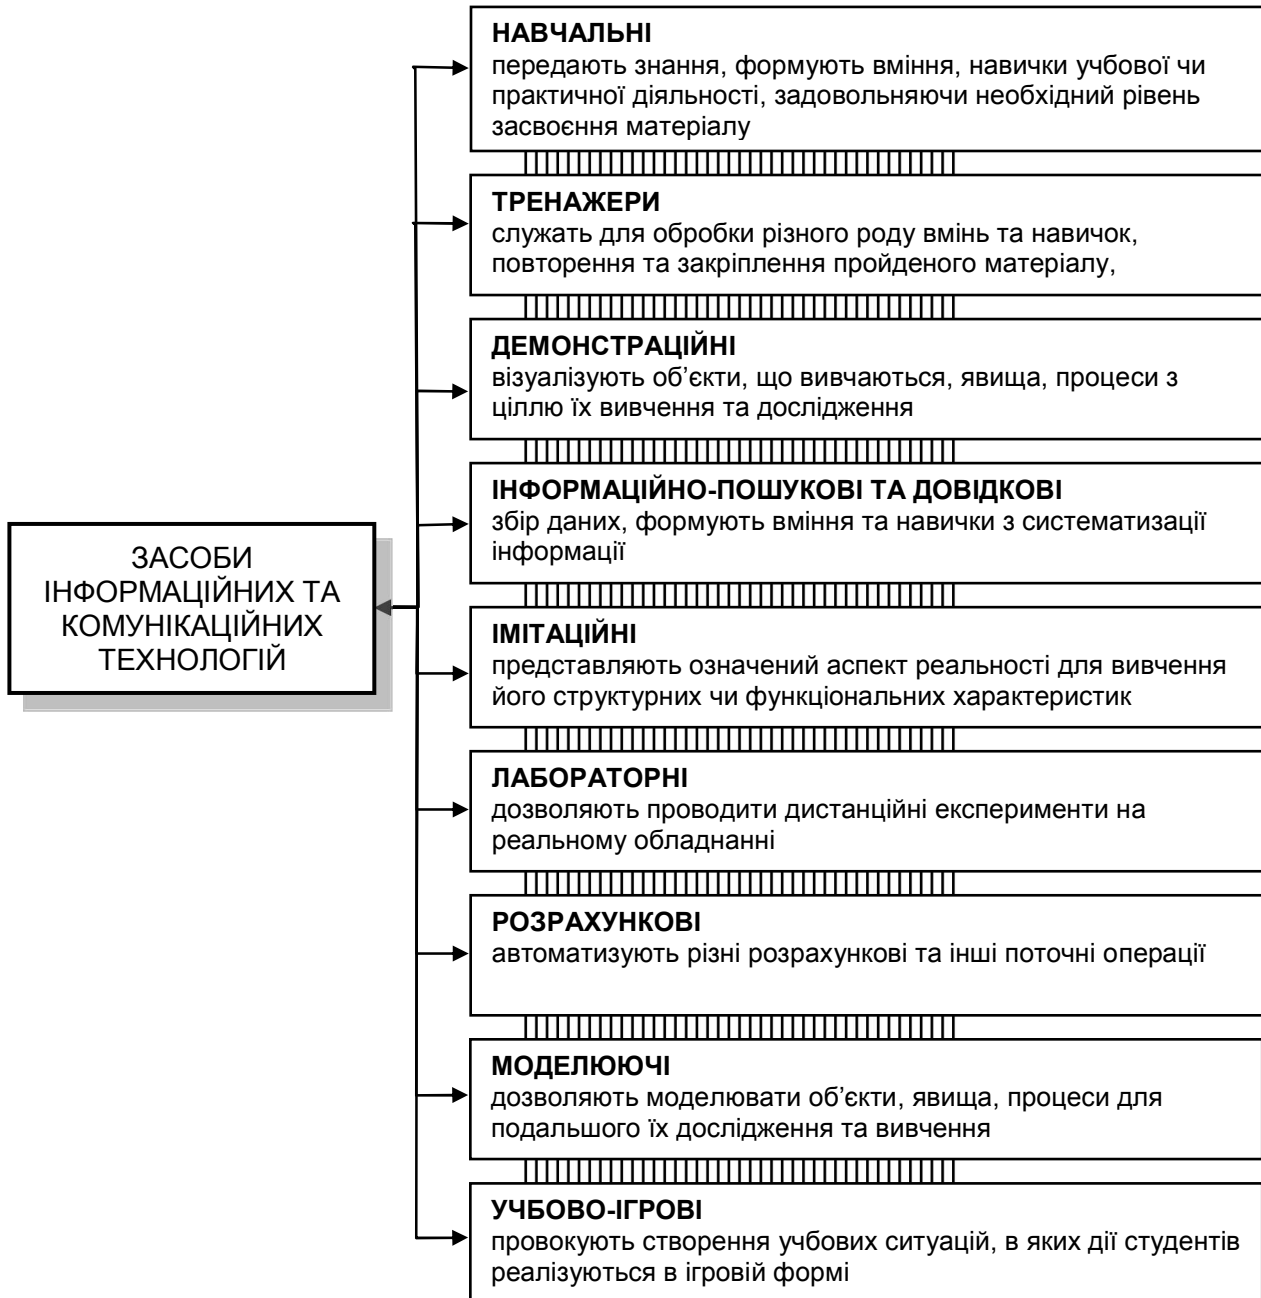 НАВЧАЛЬНІ
передають знання, формують вміння, навички учбової чи
практичної діяльності, задовольняючи необхідний рівень
засвоєння матеріалу
ТРЕНАЖЕРИ
служать для обробки різного роду вмінь та навичок,
повторення та закріплення пройденого матеріалу,
ДЕМОНСТРАЦІЙНІ
візуалізують об’єкти, що вивчаються, явища, процеси з
ціллю їх вивчення та дослідження
ІНФОРМАЦІЙНО-ПОШУКОВІ ТА ДОВІДКОВІ
збір даних, формують вміння та навички з систематизації
інформації
ЗАСОБИ
ІНФОРМАЦІЙНИХ ТА
КОМУНІКАЦІЙНИХ
ТЕХНОЛОГІЙ
ІМІТАЦІЙНІ
представляють означений аспект реальності для вивчення
його структурних чи функціональних характеристик
ЛАБОРАТОРНІ
дозволяють проводити дистанційні експерименти на
реальному обладнанні
РОЗРАХУНКОВІ
автоматизують різні розрахункові та інші поточні операції
МОДЕЛЮЮЧІ
дозволяють моделювати об’єкти, явища, процеси для
подальшого їх дослідження та вивчення
УЧБОВО-ІГРОВІ
провокують створення учбових ситуацій, в яких дії студентів
реалізуються в ігровій формі